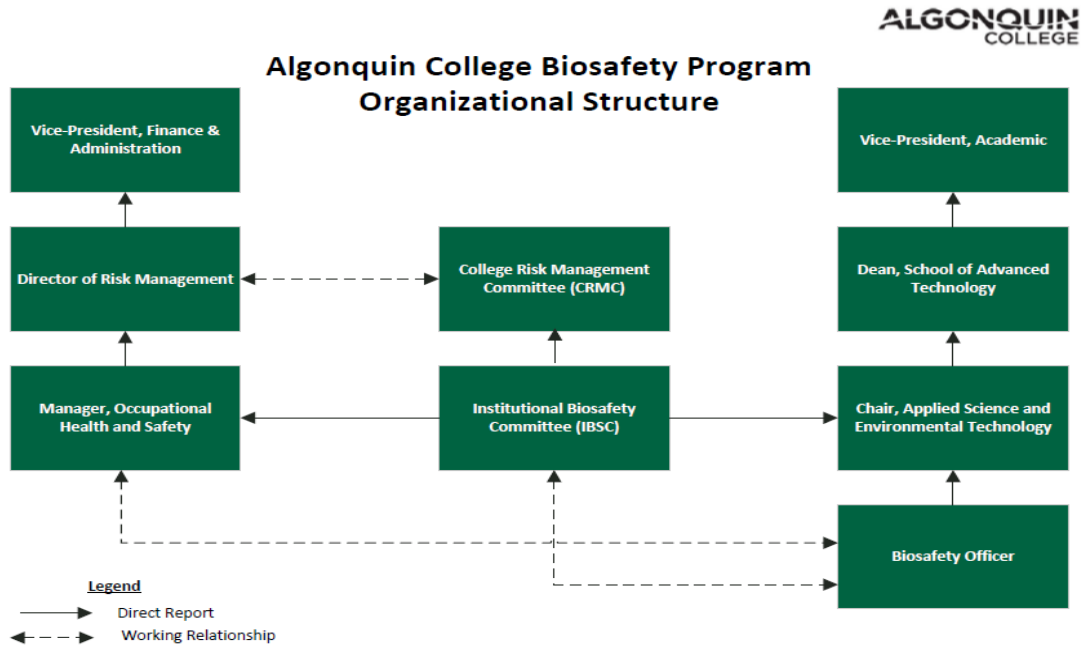 ALGONQUIN
COLLEGE
Algonquin College Biosafety Program
Organizational Structure
Vice-President, Finance &
Administration
Vice-President, Academic
Director of Risk Management
College Risk Management
Committee (CRMC)
Dean, School of Advanced
Technology
Manager, Occupational
Health and Safety
Institutional Biosafety
Committee (IBSC)
Chair, Applied Science and
Environmental Technology
Biosafety Officer
Legend
Direct Report
Working Relationship